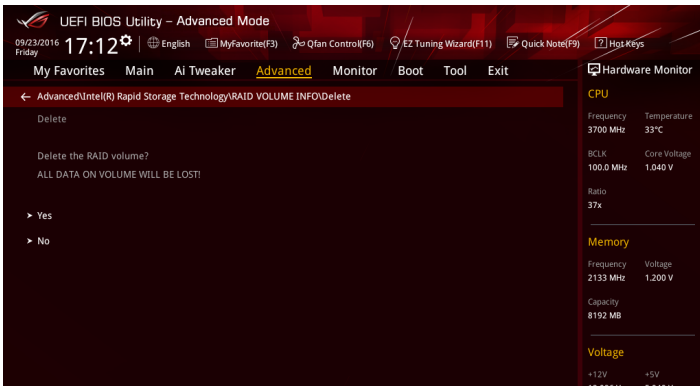 UEFI BIOS Utility – Advanced Mode
09/23/2016 Friday 17:12 English MyFavorite(F3) Qfan Control(F6) EZ Tuning Wizard(F11) Quick Note(F9) Hot Keys
My Favorites Main Ai Tweaker Advanced Monitor Boot Tool Exit
Hardware Monitor
← Advanced\Intel(R) Rapid Storage Technology\RAID VOLUME INFO\Delete
Delete
Delete the RAID volume?
ALL DATA ON VOLUME WILL BE LOST!
Yes
No
CPU
Frequency Temperature
3700 MHz 33°C
BCLK Core Voltage
100.0 MHz 1.040 V
Ratio
37x
Memory
Frequency Voltage
2133 MHz 1.200 V
Capacity
8192 MB
Voltage
+12V +5V